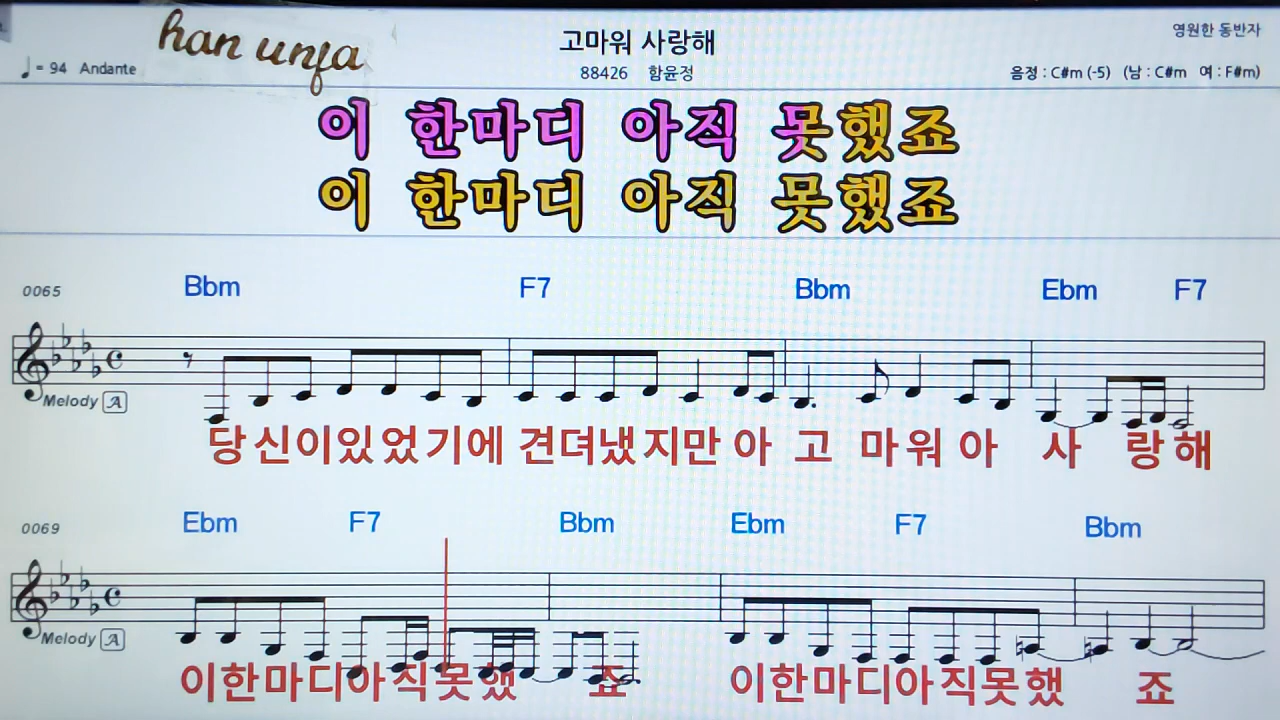 han unja
고마워 사랑해
영원한 동반자
♩= 94 Andante
88426 함윤정
음정 : C#m (-5) (남 : C#m 여 : F#m)
이 한마디 아직 못했죠
이 한마디 아직 못했죠
0065 Bbm F7 Bbm Ebm F7
Melody A
당신이있었기에 견뎌냈지만 아 고 마워 아 사 랑해
0069 Ebm F7 Bbm Ebm F7 Bbm
Melody A
이한마디아직못했 죠 이한마디아직못했 죠